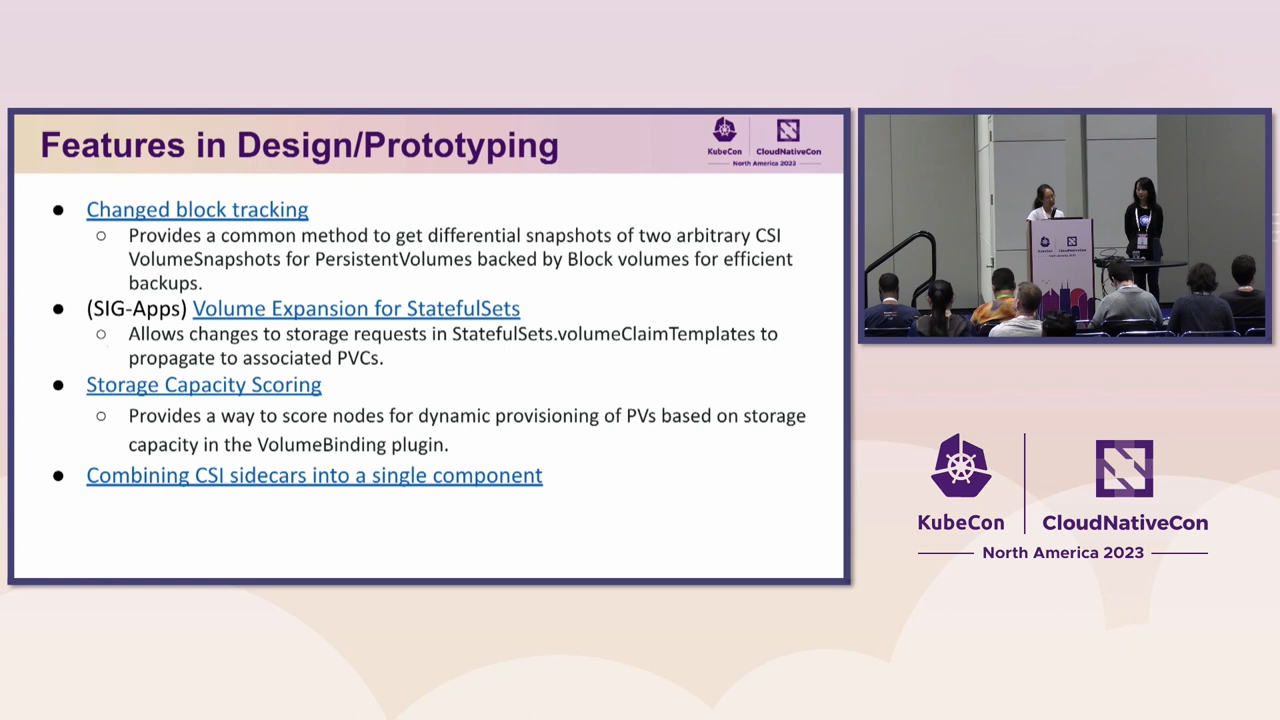 Features in Design/Prototyping
KubeCon
CloudNativeCon
North America 2023
● Changed block tracking
○ Provides a common method to get differential snapshots of two arbitrary CSI
VolumeSnapshots for PersistentVolumes backed by Block volumes for efficient
backups.
● (SIG-Apps) Volume Expansion for StatefulSets
○ Allows changes to storage requests in StatefulSets.volumeClaimTemplates to
propagate to associated PVCs.
● Storage Capacity Scoring
○ Provides a way to score nodes for dynamic provisioning of PVs based on storage
capacity in the VolumeBinding plugin.
● Combining CSI sidecars into a single component
KubeCon
CloudNativeCon
North America 2023